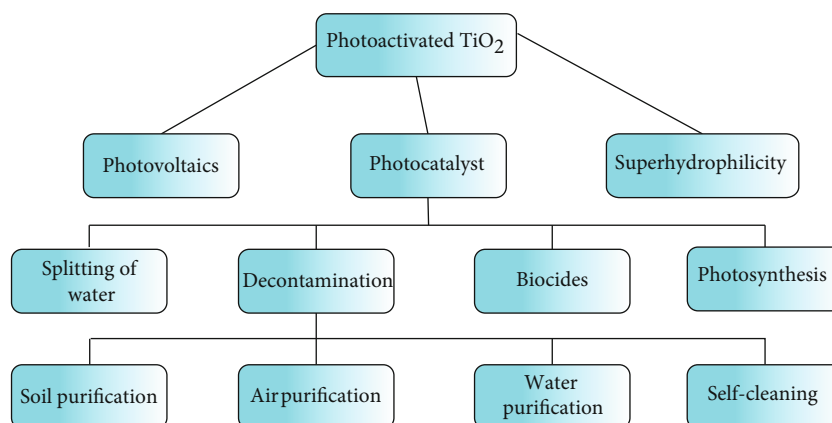 Photoactivated TiO2
Photovoltaics
Photocatalyst
Superhydrophilicity
Splitting of
water
Decontamination
Biocides
Photosynthesis
Soil purification
Air purification
Water
purification
Self-cleaning